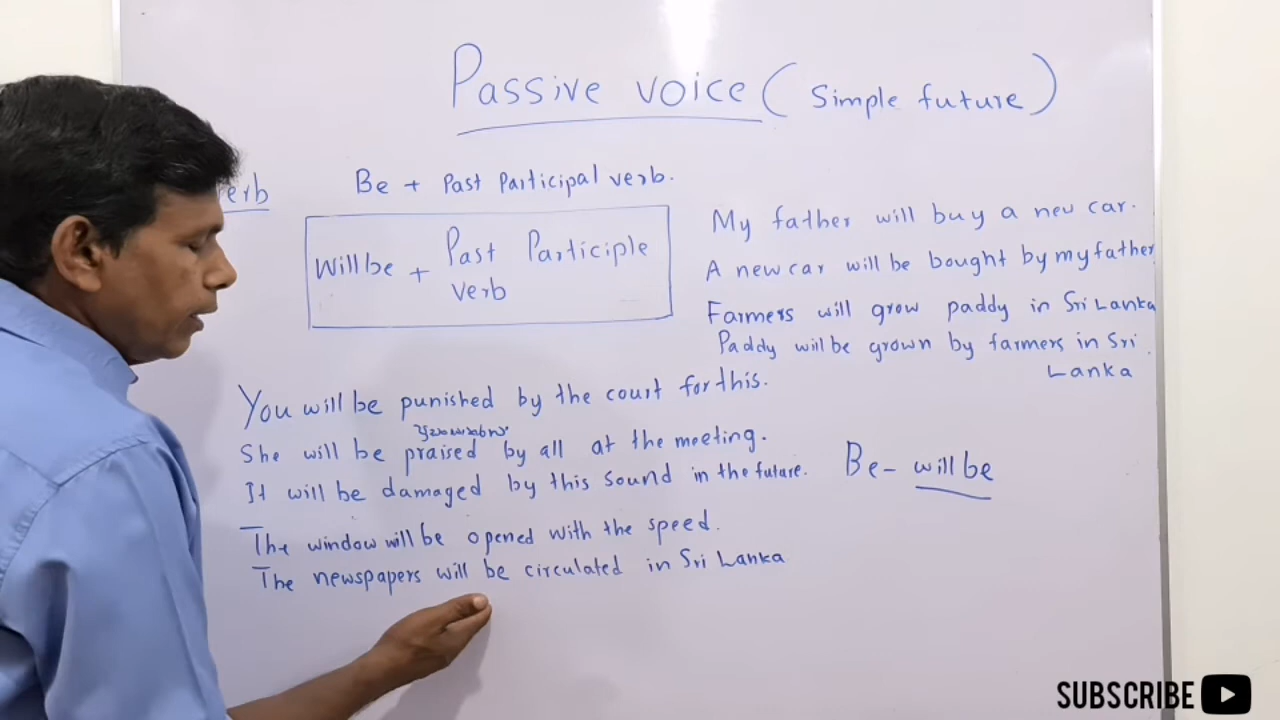 Passive voice ( Simple future )
Be + Past Participal verb.
Will be + Past Participle
verb
My father will buy a new car.
A new car will be bought by my father
Farmers will grow paddy in Sri Lanka
Paddy will be grown by farmers in Sri
Lanka
You will be punished by the court for this.
She will be praised by all at the meeting.
It will be damaged by this sound in the future.
Be - will be
The window will be opened with the speed.
The newspapers will be circulated in Sri Lanka
SUBSCRIBE